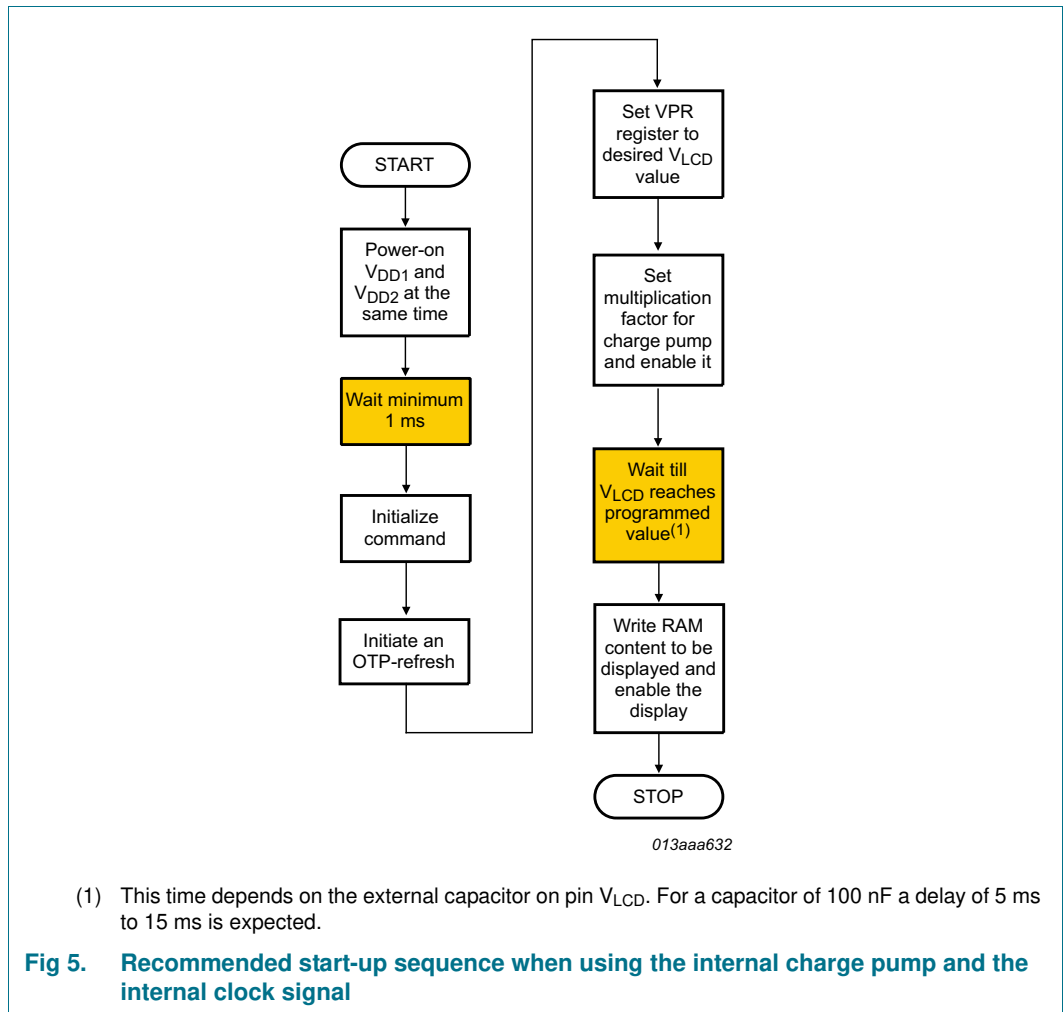 START
Power-on
VDD1 and
VDD2 at the
same time
Wait minimum
1 ms
Initialize
command
Initiate an
OTP-refresh
Set VPR
register to
desired VLCD
value
Set
multiplication
factor for
charge pump
and enable it
Wait till
VLCD reaches
programmed
value(1)
Write RAM
content to be
displayed and
enable the
display
STOP
013aaa632
(1) This time depends on the external capacitor on pin VLCD. For a capacitor of 100 nF a delay of 5 ms
to 15 ms is expected.
Fig 5. Recommended start-up sequence when using the internal charge pump and the
internal clock signal